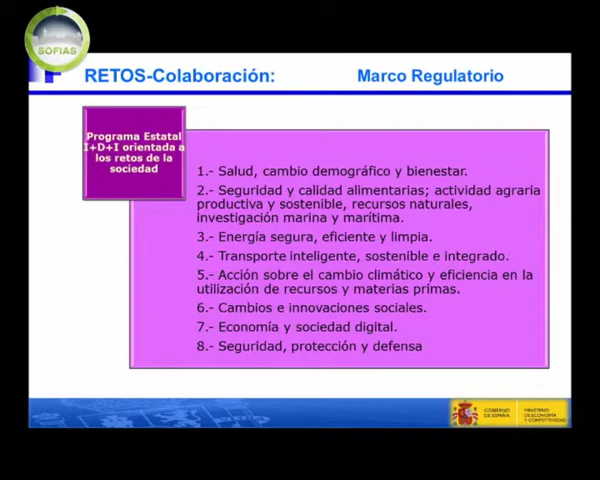 SOFIAS
RETOS-Colaboración:
Marco Regulatorio
Programa Estatal
I+D+I orientada a
los retos de la
sociedad
1.- Salud, cambio demográfico y bienestar.
2.- Seguridad y calidad alimentarias; actividad agraria
productiva y sostenible, recursos naturales,
investigación marina y marítima.
3.- Energía segura, eficiente y limpia.
4.- Transporte inteligente, sostenible e integrado.
5.- Acción sobre el cambio climático y eficiencia en la
utilización de recursos y materias primas.
6.- Cambios e innovaciones sociales.
7.- Economía y sociedad digital.
8.- Seguridad, protección y defensa
GOBIERNO
DE ESPAÑA
MINISTERIO
DE ECONOMÍA
Y COMPETITIVIDAD